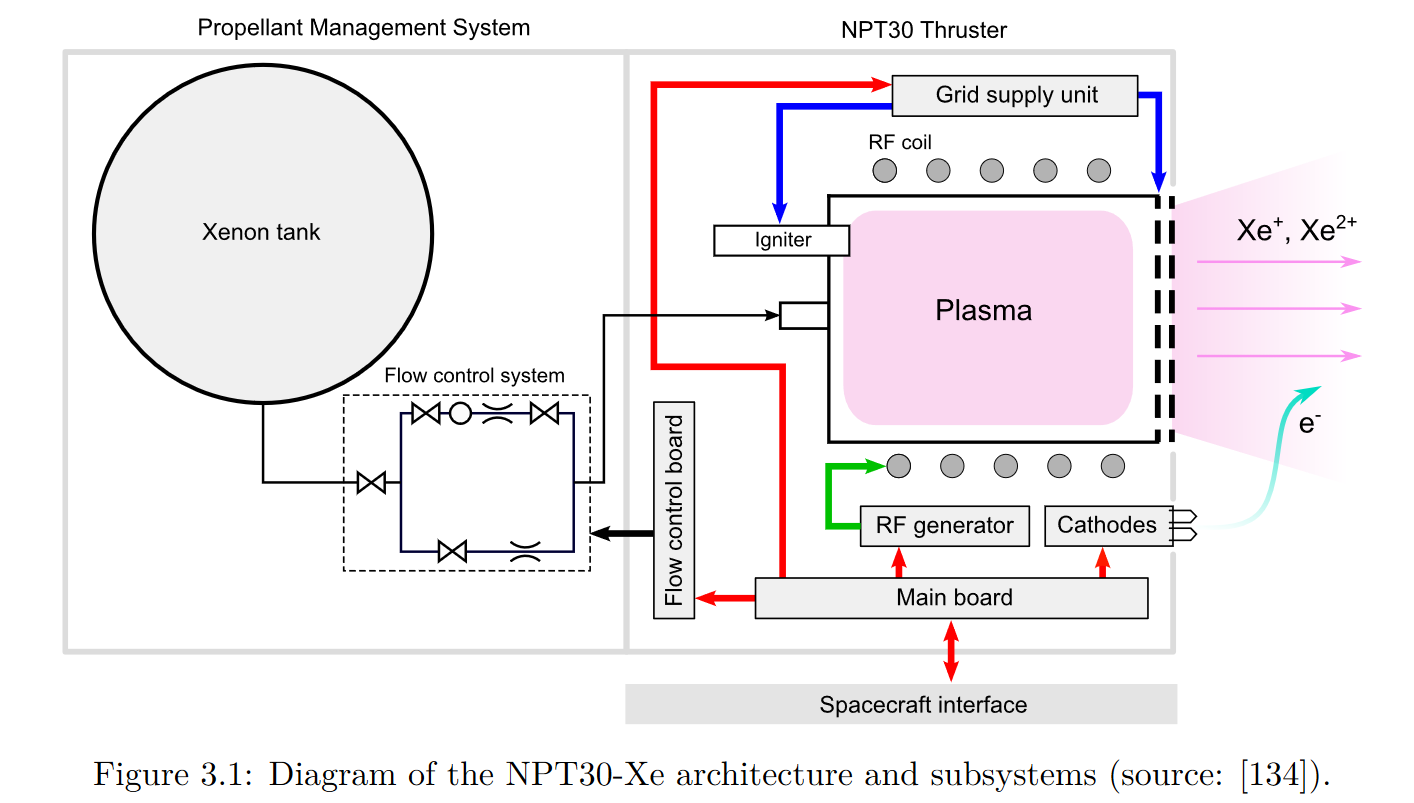 Propellant Management System
NPT30 Thruster
Grid supply unit
RF coil
Xenon tank
Igniter
Xe⁺, Xe²⁺
Plasma
Flow control system
e⁻
Flow control board
RF generator
Cathodes
Main board
Spacecraft interface
Figure 3.1: Diagram of the NPT30-Xe architecture and subsystems (source: [134]).